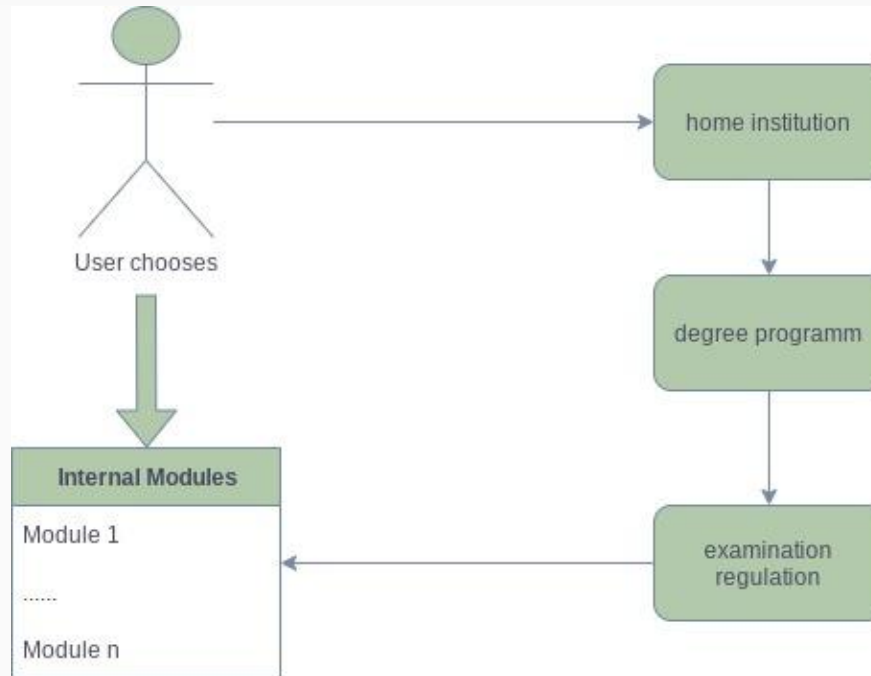 home institution
User chooses
degree programm
Internal Modules
Module 1
......
Module n
examination
regulation